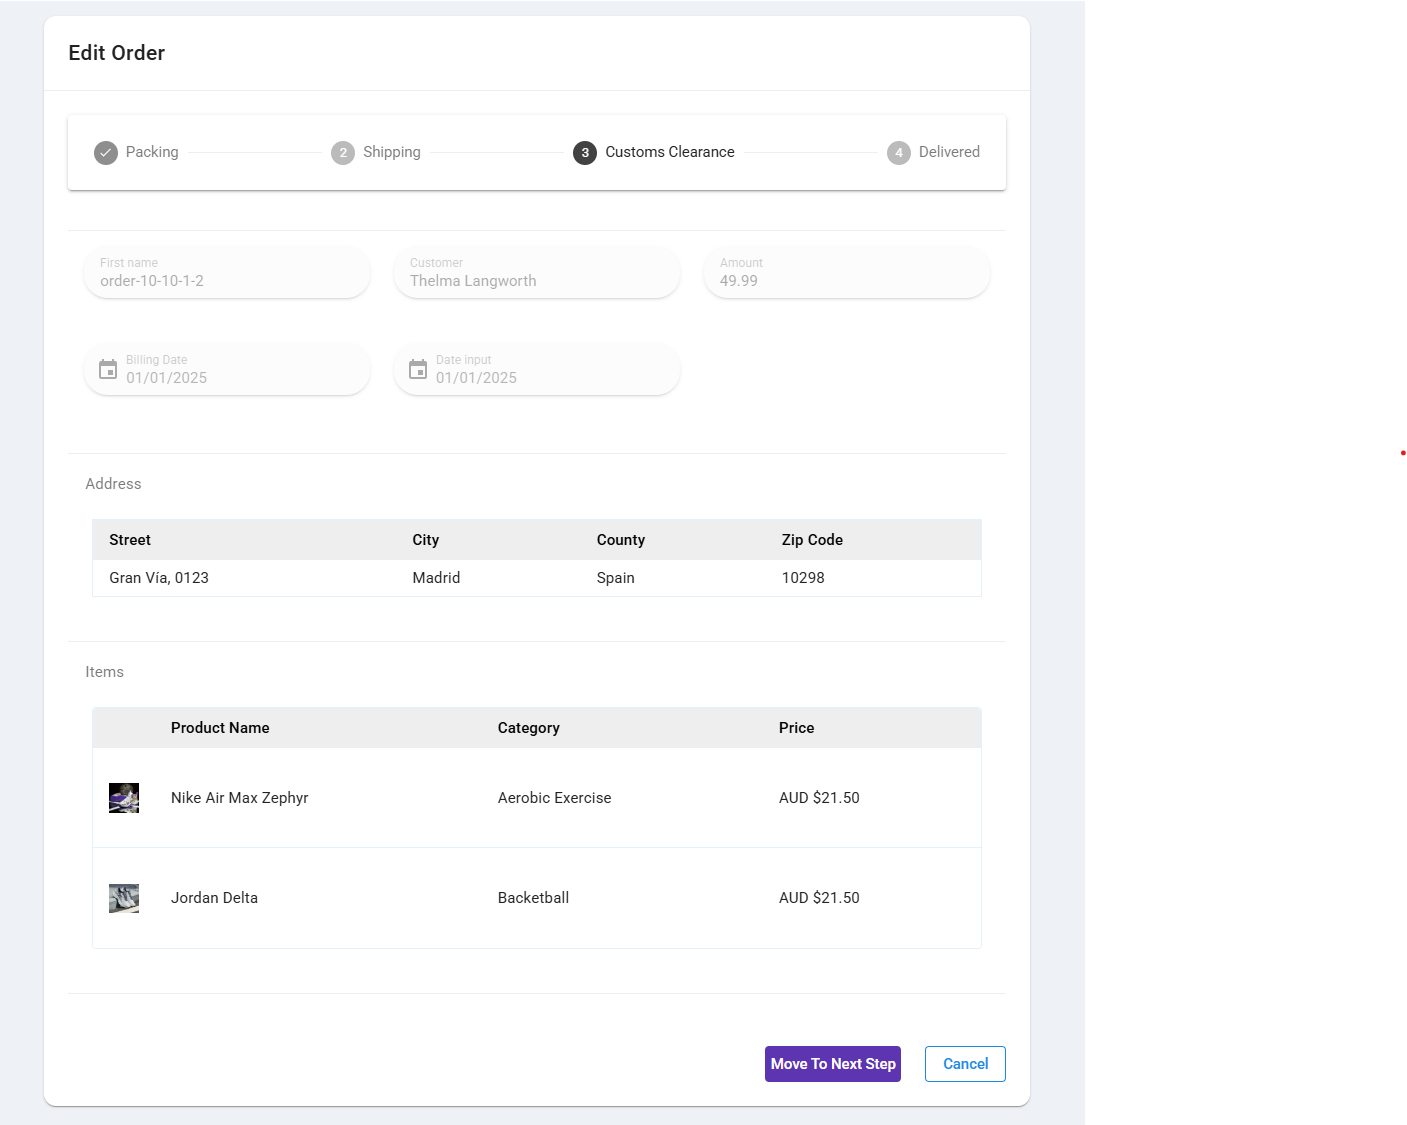 Edit Order
Packing
2 Shipping
3 Customs Clearance
4 Delivered
First name
order-10-10-1-2
Customer
Thelma Langworth
Amount
49.99
Billing Date
01/01/2025
Date input
01/01/2025
Address
Street City County Zip Code
Gran Vía, 0123 Madrid Spain 10298
Items
Product Name Category Price
Nike Air Max Zephyr Aerobic Exercise AUD $21.50
Jordan Delta Backetball AUD $21.50
Move To Next Step Cancel